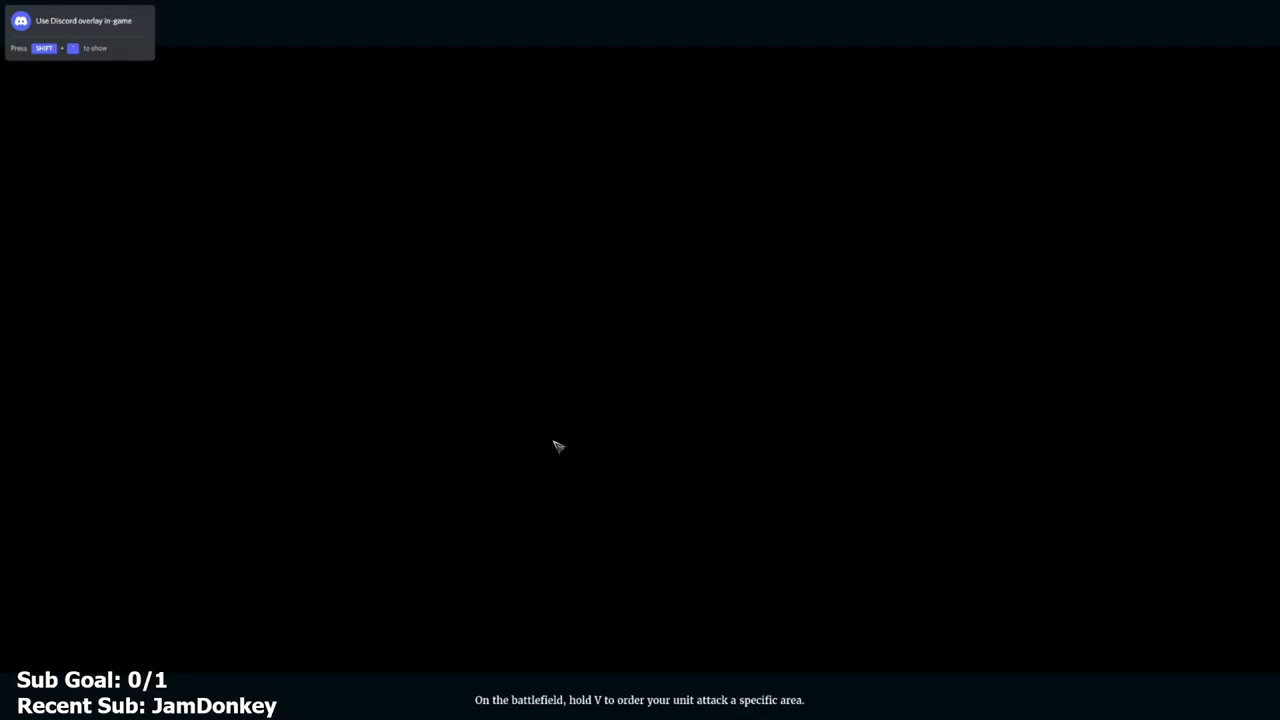 Use Discord overlay in-game
Press SHIFT + ` to show
Sub Goal: 0/1
Recent Sub: JamDonkey
On the battlefield, hold V to order your unit attack a specific area.